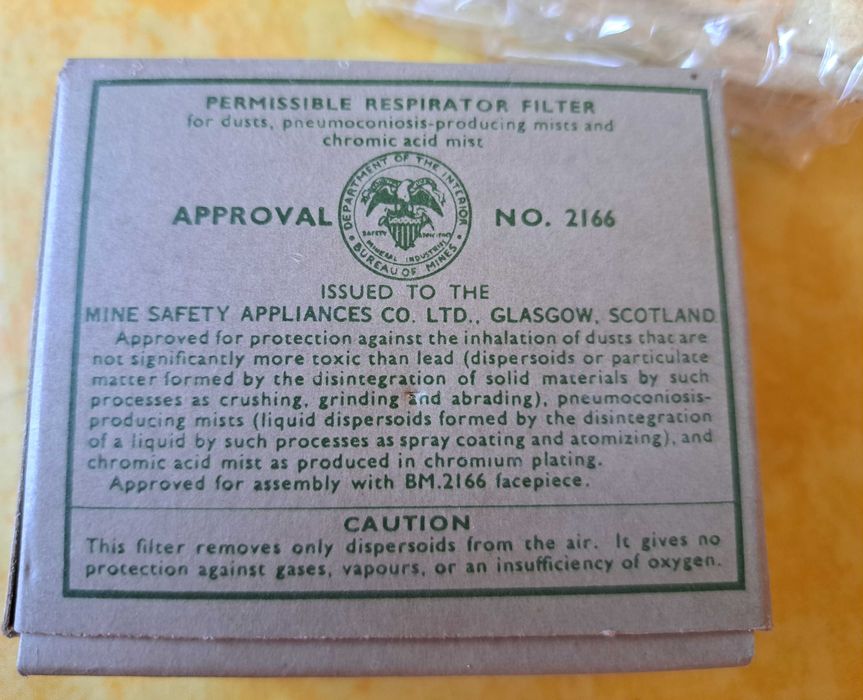 PERMISSIBLE RESPIRATOR FILTER
for dusts, pneumoconiosis-producing mists and
chromic acid mist
APPROVAL
DEPARTMENT OF THE INTERIOR
SAFETY
MINERAL INDUSTRIES
BUREAU OF MINES
NO. 2166
ISSUED TO THE
MINE SAFETY APPLIANCES CO. LTD., GLASGOW, SCOTLAND
Approved for protection against the inhalation of dusts that are
not significantly more toxic than lead (dispersoids or particulate
matter formed by the disintegration of solid materials by such
processes as crushing, grinding and abrading), pneumoconiosis-
producing mists (liquid dispersoids formed by the disintegration
of a liquid by such processes as spray coating and atomizing), and
chromic acid mist as produced in chromium plating.
Approved for assembly with BM.2166 facepiece.
CAUTION
This filter removes only dispersoids from the air. It gives no
protection against gases, vapours, or an insufficiency of oxygen.